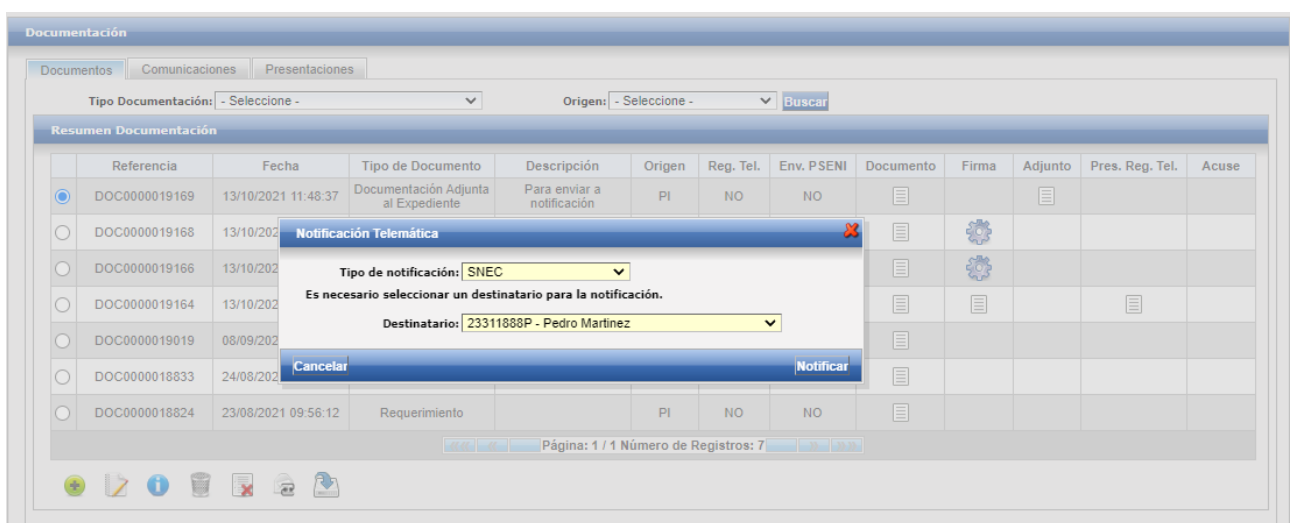 Documentación
Documentos Comunicaciones Presentaciones
Tipo Documentación: - Seleccione - Origen: - Seleccione - Buscar
Resumen Documentación
Referencia Fecha Tipo de Documento Descripción Origen Reg. Tel. Env. PSENI Documento Firma Adjunto Pres. Reg. Tel. Acuse
DOC0000019169 13/10/2021 11:48:37 Documentación Adjunta al Expediente Para enviar a notificación PI NO NO
DOC0000019168 13/10/202
Notificación Telemática
DOC0000019166 13/10/202
Tipo de notificación: SNEC
Es necesario seleccionar un destinatario para la notificación.
DOC0000019164 13/10/202
Destinatario: 23311888P - Pedro Martinez
DOC0000019019 08/09/202
Cancelar Notificar
DOC0000018833 24/08/202
DOC0000018824 23/08/2021 09:56:12 Requerimiento PI NO NO
Página: 1 / 1 Número de Registros: 7